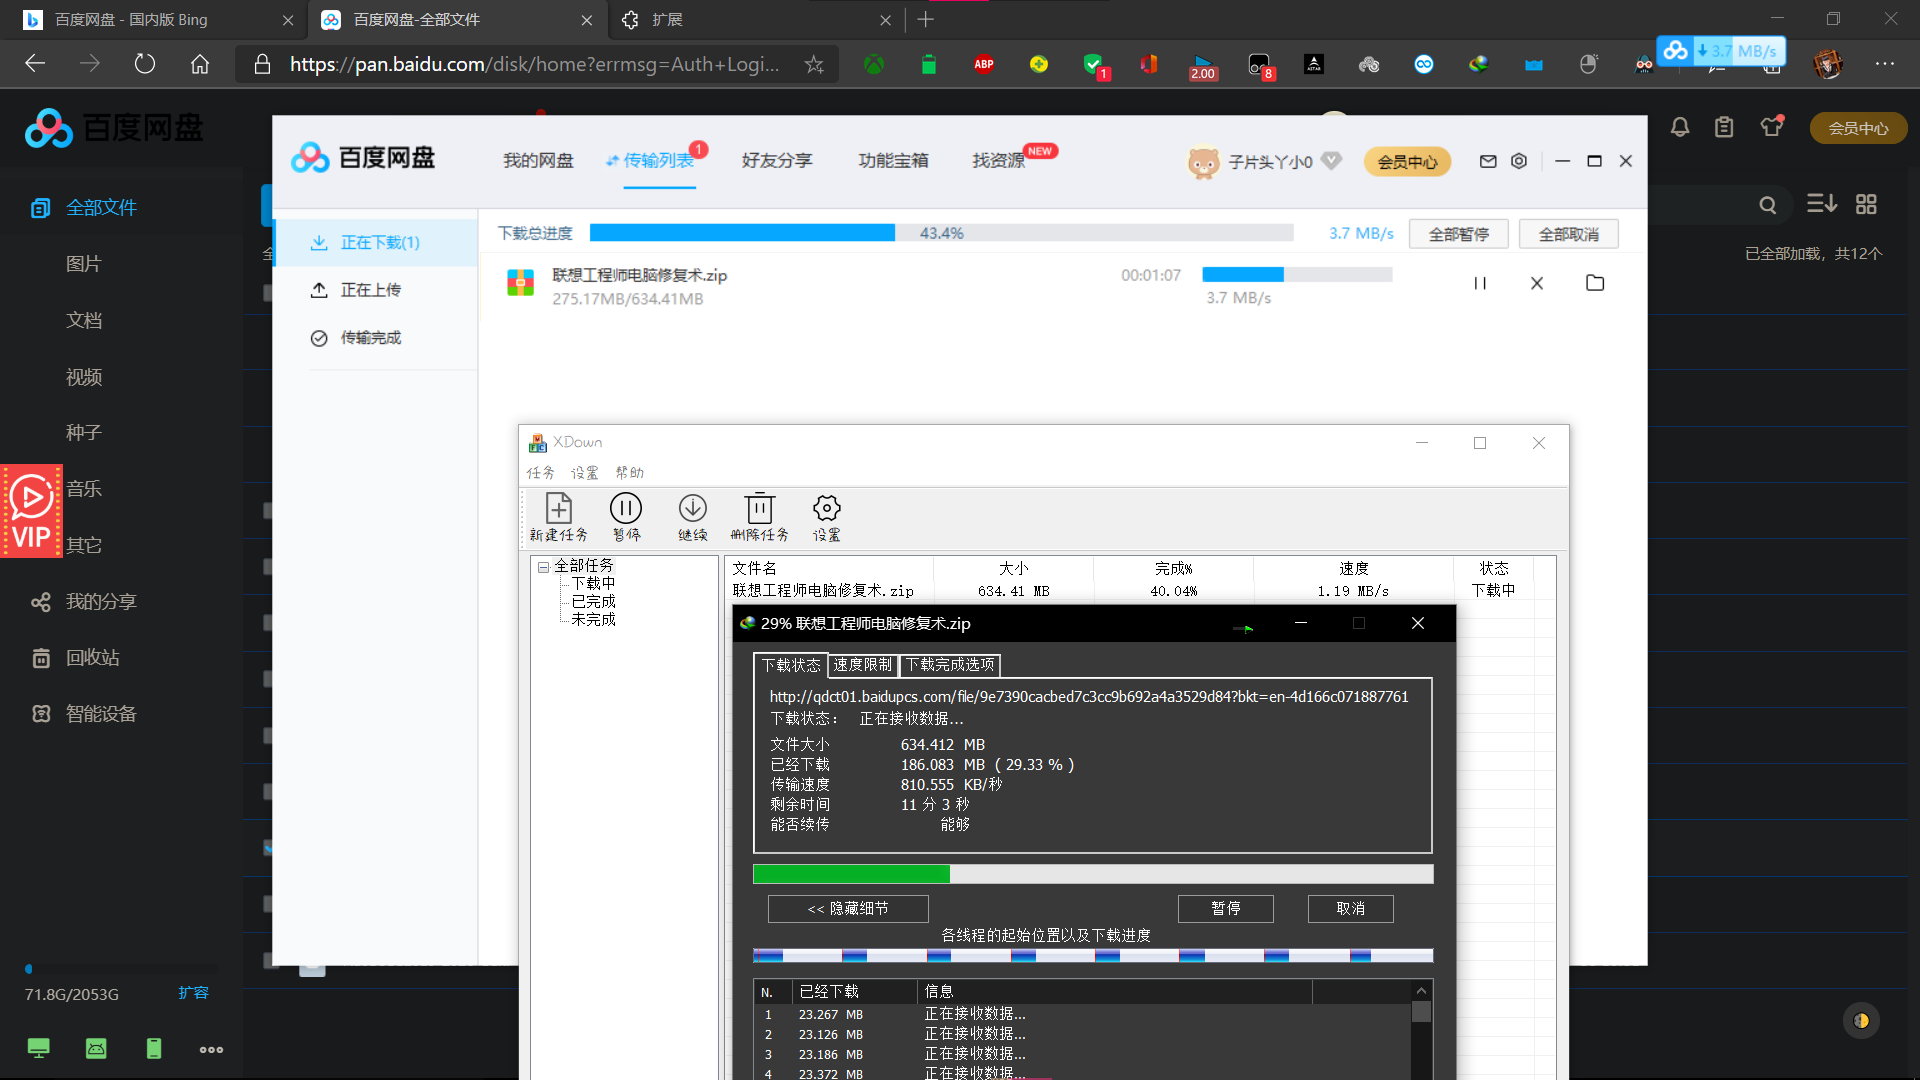 百度网盘 - 国内版 Bing
百度网盘-全部文件
扩展
https://pan.baidu.com/disk/home?errmsg=Auth+Logi...
ABP
1
2.00
8
3.7 MB/s
百度网盘
会员中心
百度网盘
我的网盘
传输列表
1
好友分享
功能宝箱
找资源
NEW
子片头丫小0
会员中心
全部文件
图片
文档
视频
种子
音乐
其它
我的分享
回收站
智能设备
VIP
71.8G/2053G
扩容
已全部加载，共12个
正在下载(1)
正在上传
传输完成
下载总进度
43.4%
3.7 MB/s
全部暂停
全部取消
联想工程师电脑修复术.zip
275.17MB/634.41MB
00:01:07
3.7 MB/s
XDown
任务 设置 帮助
新建任务 暂停 继续 删除任务 设置
全部任务
下载中
已完成
未完成
文件名 大小 完成% 速度 状态
联想工程师电脑修复术.zip 634.41 MB 40.04% 1.19 MB/s 下载中
29% 联想工程师电脑修复术.zip
下载状态 速度限制 下载完成选项
http://qdct01.baidupcs.com/file/9e7390cacbed7c3cc9b692a4a3529d84?bkt=en-4d166c071887761
下载状态： 正在接收数据...
文件大小 634.412 MB
已经下载 186.083 MB ( 29.33 % )
传输速度 810.555 KB/秒
剩余时间 11 分 3 秒
能否续传 能够
<< 隐藏细节 暂停 取消
各线程的起始位置以及下载进度
N. 已经下载 信息
1 23.267 MB 正在接收数据...
2 23.126 MB 正在接收数据...
3 23.186 MB 正在接收数据...
4 23.372 MB 正在接收数据...